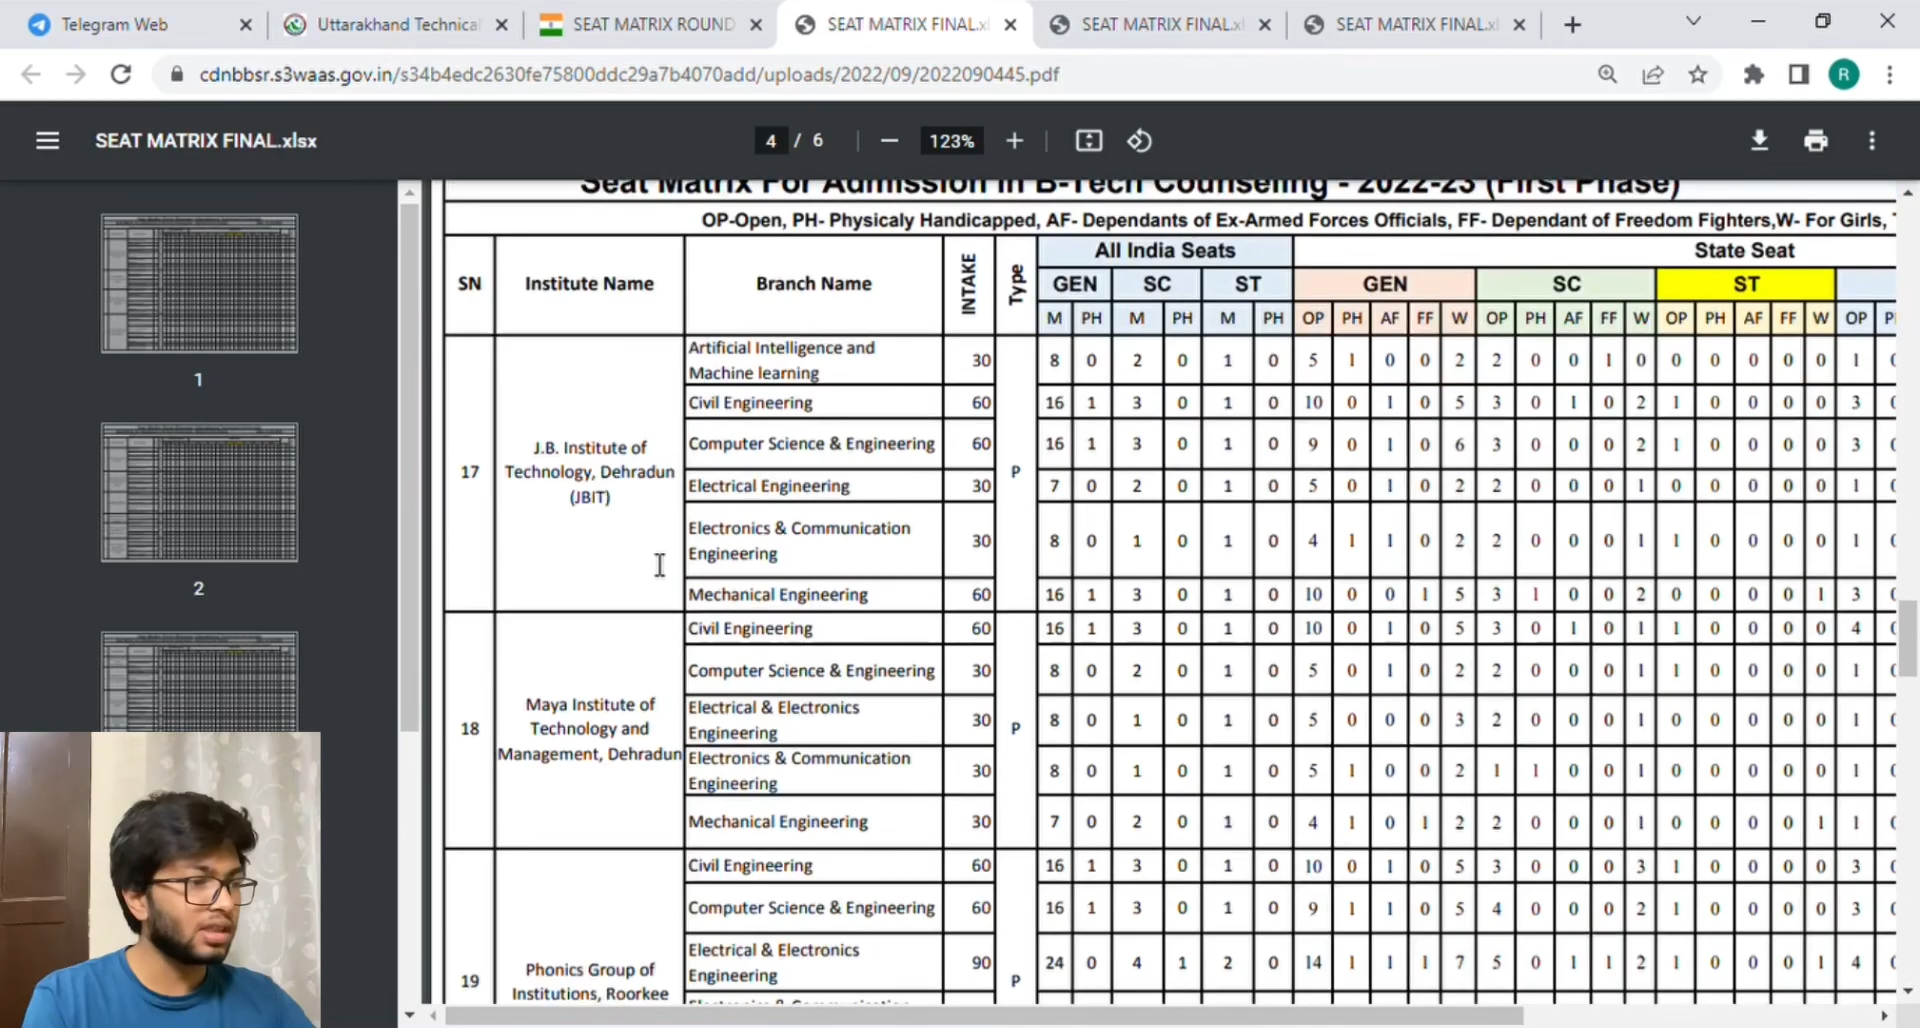 Telegram Web
Uttarakhand Technical
SEAT MATRIX ROUND
SEAT MATRIX FINAL.x
SEAT MATRIX FINAL.x
SEAT MATRIX FINAL.x
cdnbbsr.s3waas.gov.in/s34b4edc2630fe75800ddc29a7b4070add/uploads/2022/09/2022090445.pdf
R
SEAT MATRIX FINAL.xlsx
4 / 6
123%
1
2
Seat Matrix For Admission in B-Tech Counseling - 2022-23 (First Phase)
OP-Open, PH- Physicaly Handicapped, AF- Dependants of Ex-Armed Forces Officials, FF- Dependant of Freedom Fighters,W- For Girls,
SN Institute Name Branch Name INTAKE Type All India Seats State Seat
GEN SC ST GEN SC ST
M PH M PH M PH OP PH AF FF W OP PH AF FF W OP PH AF FF W OP
17 J.B. Institute of Technology, Dehradun (JBIT) P
Artificial Intelligence and Machine learning 30 8 0 2 0 1 0 5 1 0 0 2 2 0 0 1 0 0 0 0 0 0 1
Civil Engineering 60 16 1 3 0 1 0 10 0 1 0 5 3 0 1 0 2 1 0 0 0 0 3
Computer Science & Engineering 60 16 1 3 0 1 0 9 0 1 0 6 3 0 0 0 2 1 0 0 0 0 3
Electrical Engineering 30 7 0 2 0 1 0 5 0 1 0 2 2 0 0 0 1 0 0 0 0 0 1
Electronics & Communication Engineering 30 8 0 1 0 1 0 4 1 1 0 2 2 0 0 0 1 1 0 0 0 0 1
Mechanical Engineering 60 16 1 3 0 1 0 10 0 0 1 5 3 1 0 0 2 0 0 0 0 1 3
18 Maya Institute of Technology and Management, Dehradun P
Civil Engineering 60 16 1 3 0 1 0 10 0 1 0 5 3 0 1 0 1 1 0 0 0 0 4
Computer Science & Engineering 30 8 0 2 0 1 0 5 0 1 0 2 2 0 0 0 1 0 0 0 0 0 1
Electrical & Electronics Engineering 30 8 0 1 0 1 0 5 0 0 0 3 2 0 0 0 1 0 0 0 0 0 1
Electronics & Communication Engineering 30 8 0 1 0 1 0 5 1 0 0 2 1 1 0 0 1 0 0 0 0 0 1
Mechanical Engineering 30 7 0 2 0 1 0 4 1 0 1 2 2 0 0 0 1 0 0 0 0 1 1
19 Phonics Group of Institutions, Roorkee P
Civil Engineering 60 16 1 3 0 1 0 10 0 1 0 5 3 0 0 0 3 1 0 0 0 0 3
Computer Science & Engineering 60 16 1 3 0 1 0 9 1 1 0 5 4 0 0 0 2 1 0 0 0 0 3
Electrical & Electronics Engineering 90 24 0 4 1 2 0 14 1 1 1 7 5 0 1 1 2 1 0 0 0 1 4